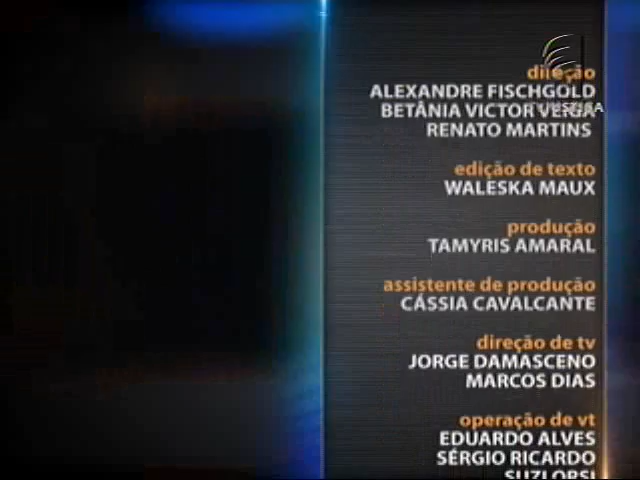 direção
ALEXANDRE FISCHGOLD
BETÂNIA VICTOR VEIGA
RENATO MARTINS
edição de texto
WALESKA MAUX
produção
TAMYRIS AMARAL
assistente de produção
CÁSSIA CAVALCANTE
direção de tv
JORGE DAMASCENO
MARCOS DIAS
operação de vt
EDUARDO ALVES
SÉRGIO RICARDO